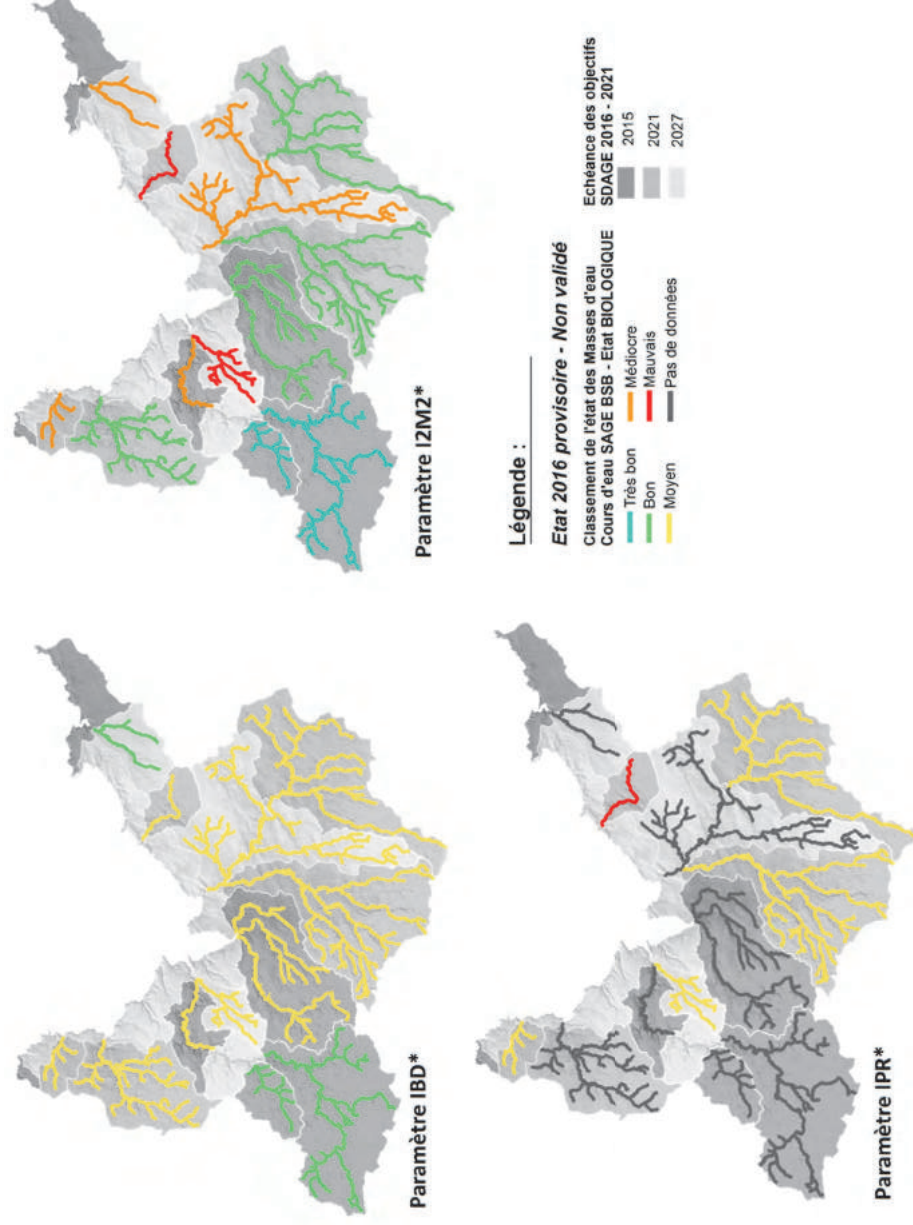 Paramètre IBD*
Paramètre I2M2*
Paramètre IPR*
Légende :
Etat 2016 provisoire - Non validé
Classement de l'état des Masses d'eau
Cours d'eau SAGE BSB - Etat BIOLOGIQUE
Très bon
Bon
Moyen
Médiocre
Mauvais
Pas de données
Echéance des objectifs
SDAGE 2016 - 2021
2015
2021
2027